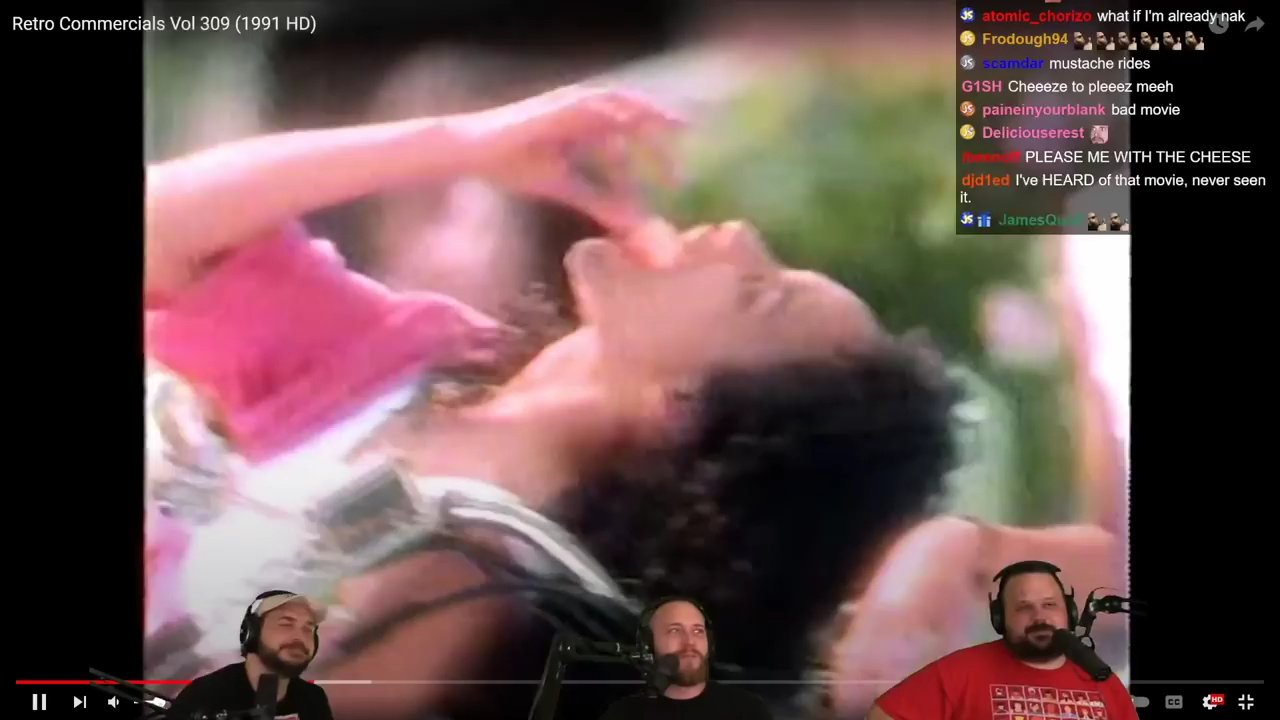 Retro Commercials Vol 309 (1991 HD)
atomic_chorizo what if I'm already nak
Frodough94
scamdar mustache rides
G1SH Cheeeze to pleeez meeh
paineinyourblank bad movie
Deliciouserest
PLEASE ME WITH THE CHEESE
djd1ed I've HEARD of that movie, never seen
it.
CC HD